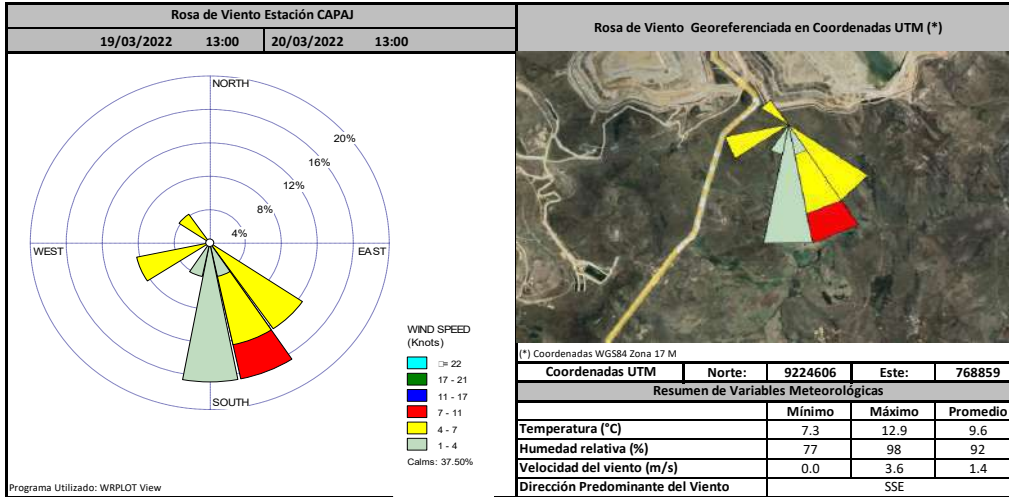 Rosa de Viento Estación CAPAJ
19/03/2022 13:00 20/03/2022 13:00
NORTH
20%
16%
12%
8%
4%
WEST EAST
SOUTH
WIND SPEED
(Knots)
= 22
17 - 21
11 - 17
7 - 11
4 - 7
1 - 4
Calms: 37.50%
Programa Utilizado: WRPLOT View
Rosa de Viento Georeferenciada en Coordenadas UTM (*)
(*) Coordenadas WGS84 Zona 17 M
Coordenadas UTM Norte: 9224606 Este: 768859
Resumen de Variables Meteorológicas
Mínimo Máximo Promedio
Temperatura (°C) 7.3 12.9 9.6
Humedad relativa (%) 77 98 92
Velocidad del viento (m/s) 0.0 3.6 1.4
Dirección Predominante del Viento SSE